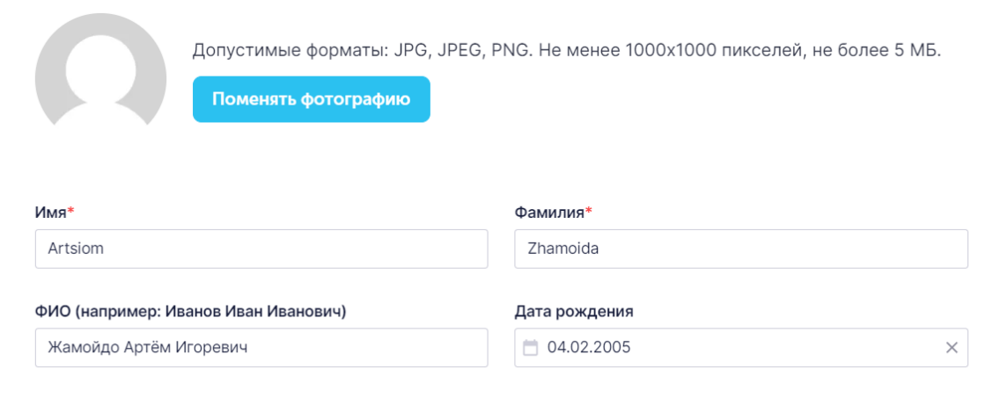 Допустимые форматы: JPG, JPEG, PNG. Не менее 1000x1000 пикселей, не более 5 МБ.
Поменять фотографию
Имя*
Фамилия*
Artsiom
Zhamoida
ФИО (например: Иванов Иван Иванович)
Дата рождения
Жамойдо Артём Игоревич
04.02.2005